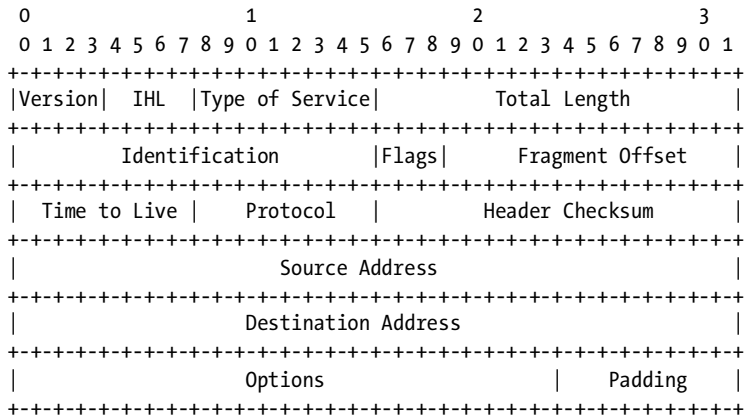 0                   1                   2                   3
 0 1 2 3 4 5 6 7 8 9 0 1 2 3 4 5 6 7 8 9 0 1 2 3 4 5 6 7 8 9 0 1
+-+-+-+-+-+-+-+-+-+-+-+-+-+-+-+-+-+-+-+-+-+-+-+-+-+-+-+-+-+-+-+-+
|Version|  IHL  |Type of Service|          Total Length         |
+-+-+-+-+-+-+-+-+-+-+-+-+-+-+-+-+-+-+-+-+-+-+-+-+-+-+-+-+-+-+-+-+
|         Identification        |Flags|      Fragment Offset    |
+-+-+-+-+-+-+-+-+-+-+-+-+-+-+-+-+-+-+-+-+-+-+-+-+-+-+-+-+-+-+-+-+
|  Time to Live |    Protocol   |         Header Checksum       |
+-+-+-+-+-+-+-+-+-+-+-+-+-+-+-+-+-+-+-+-+-+-+-+-+-+-+-+-+-+-+-+-+
|                       Source Address                          |
+-+-+-+-+-+-+-+-+-+-+-+-+-+-+-+-+-+-+-+-+-+-+-+-+-+-+-+-+-+-+-+-+
|                    Destination Address                        |
+-+-+-+-+-+-+-+-+-+-+-+-+-+-+-+-+-+-+-+-+-+-+-+-+-+-+-+-+-+-+-+-+
|                    Options                    |    Padding    |
+-+-+-+-+-+-+-+-+-+-+-+-+-+-+-+-+-+-+-+-+-+-+-+-+-+-+-+-+-+-+-+-+